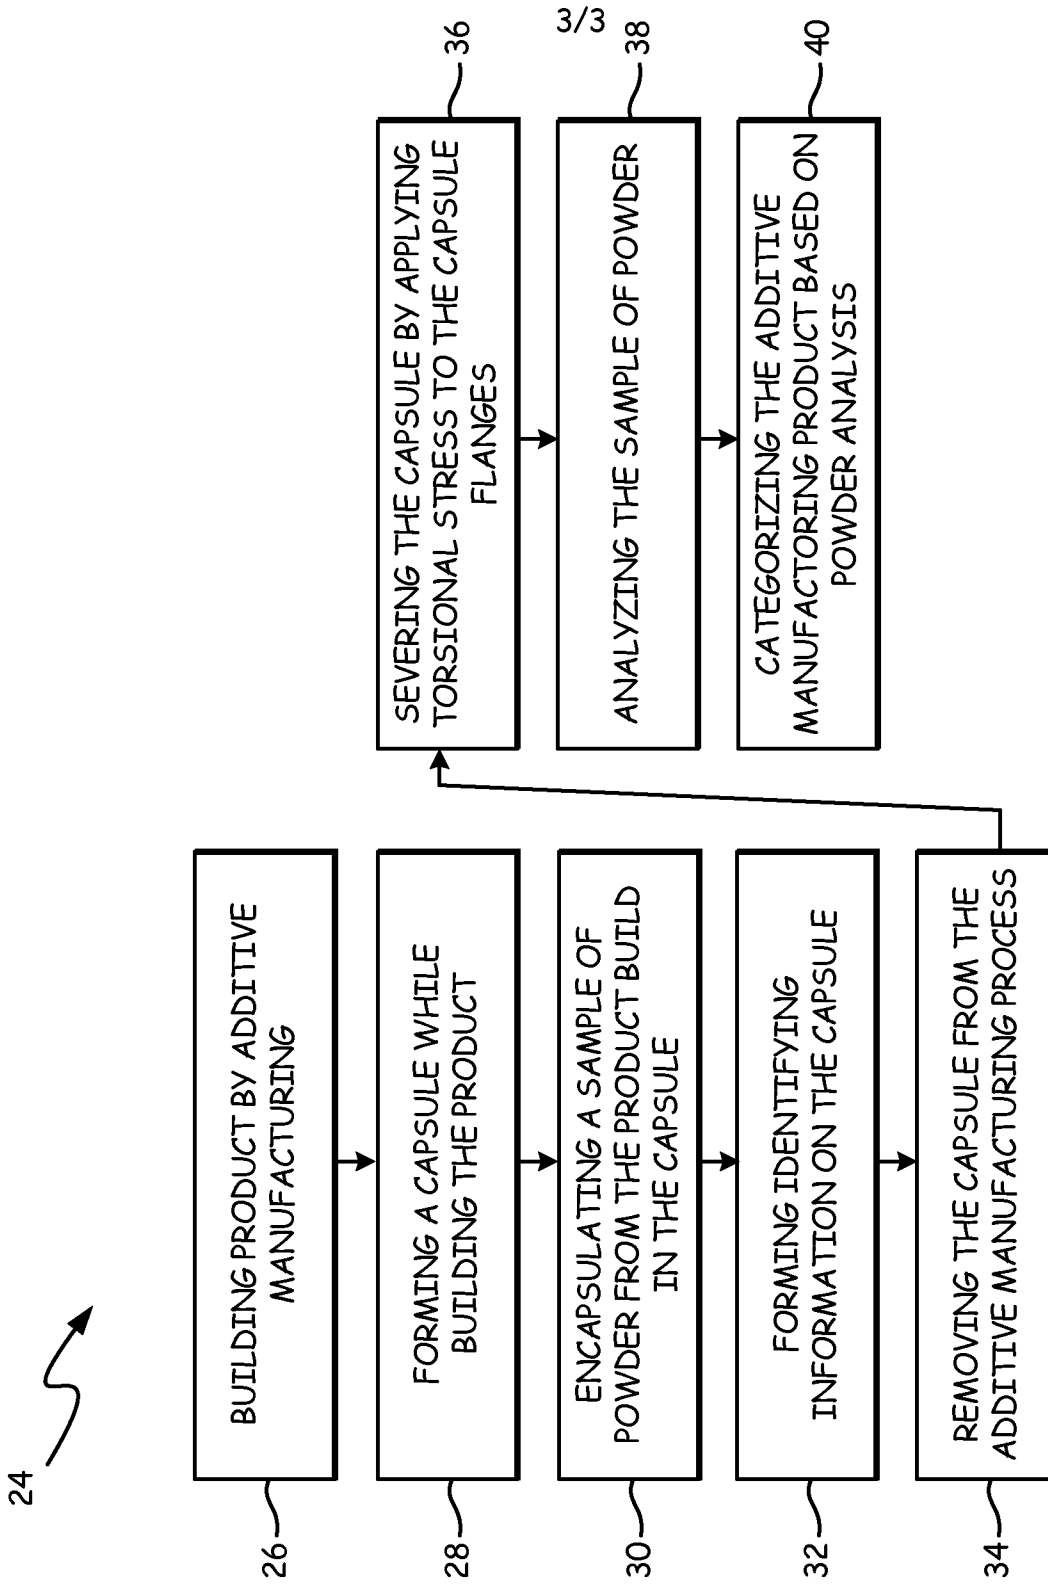 3/3
24
BUILDING PRODUCT BY ADDITIVE
MANUFACTURING
26
FORMING A CAPSULE WHILE
BUILDING THE PRODUCT
28
ENCAPSULATING A SAMPLE OF
POWDER FROM THE PRODUCT BUILD
IN THE CAPSULE
30
FORMING IDENTIFYING
INFORMATION ON THE CAPSULE
32
REMOVING THE CAPSULE FROM THE
ADDITIVE MANUFACTURING PROCESS
34
SEVERING THE CAPSULE BY APPLYING
TORSIONAL STRESS TO THE CAPSULE
FLANGES
36
ANALYZING THE SAMPLE OF POWDER
38
CATEGORIZING THE ADDITIVE
MANUFACTORING PRODUCT BASED ON
POWDER ANALYSIS
40